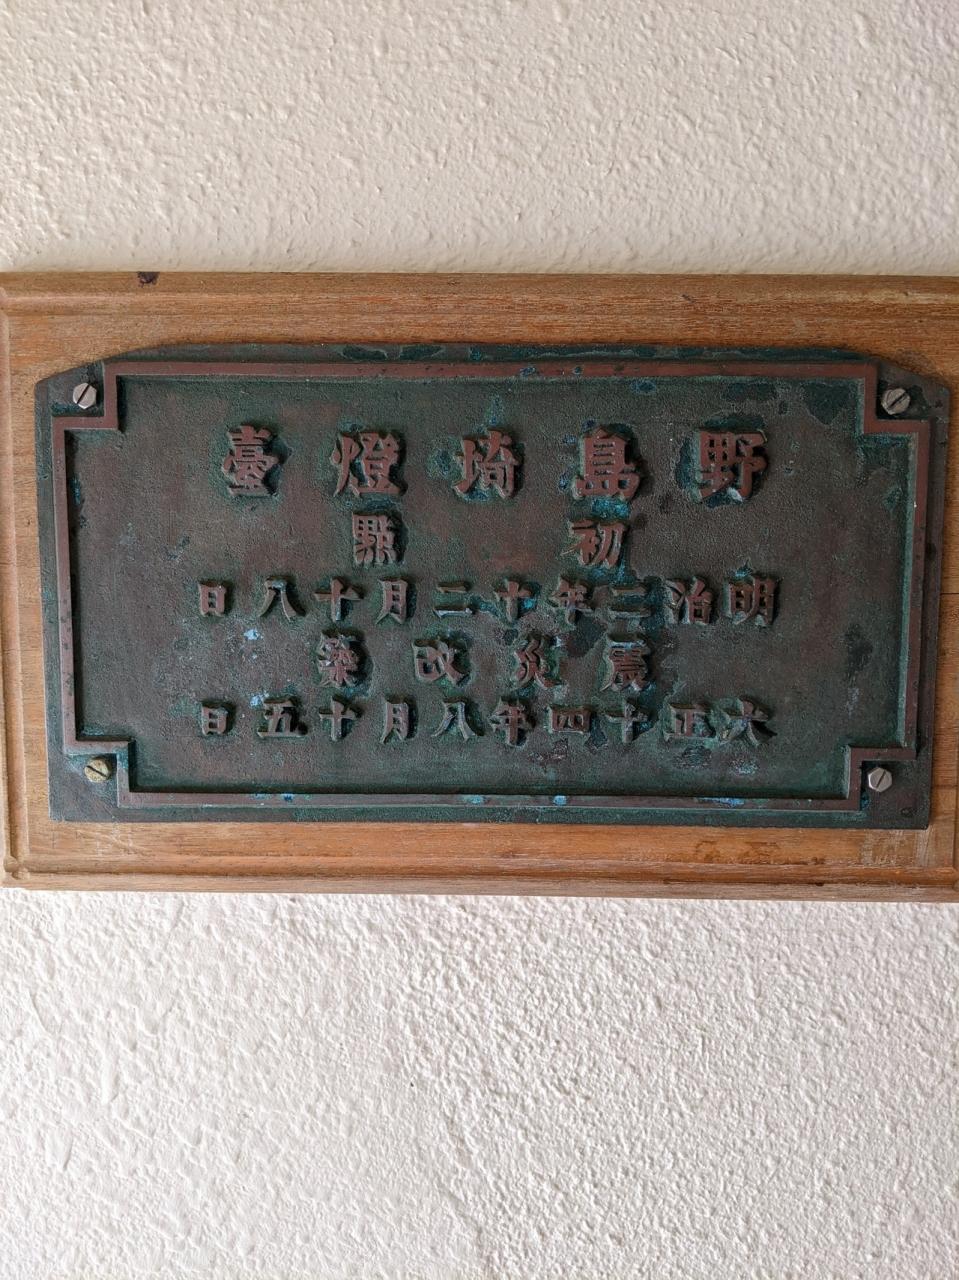 野島埼燈臺
初點
明治二年十二月十八日
震災改築
大正十四年八月十五日